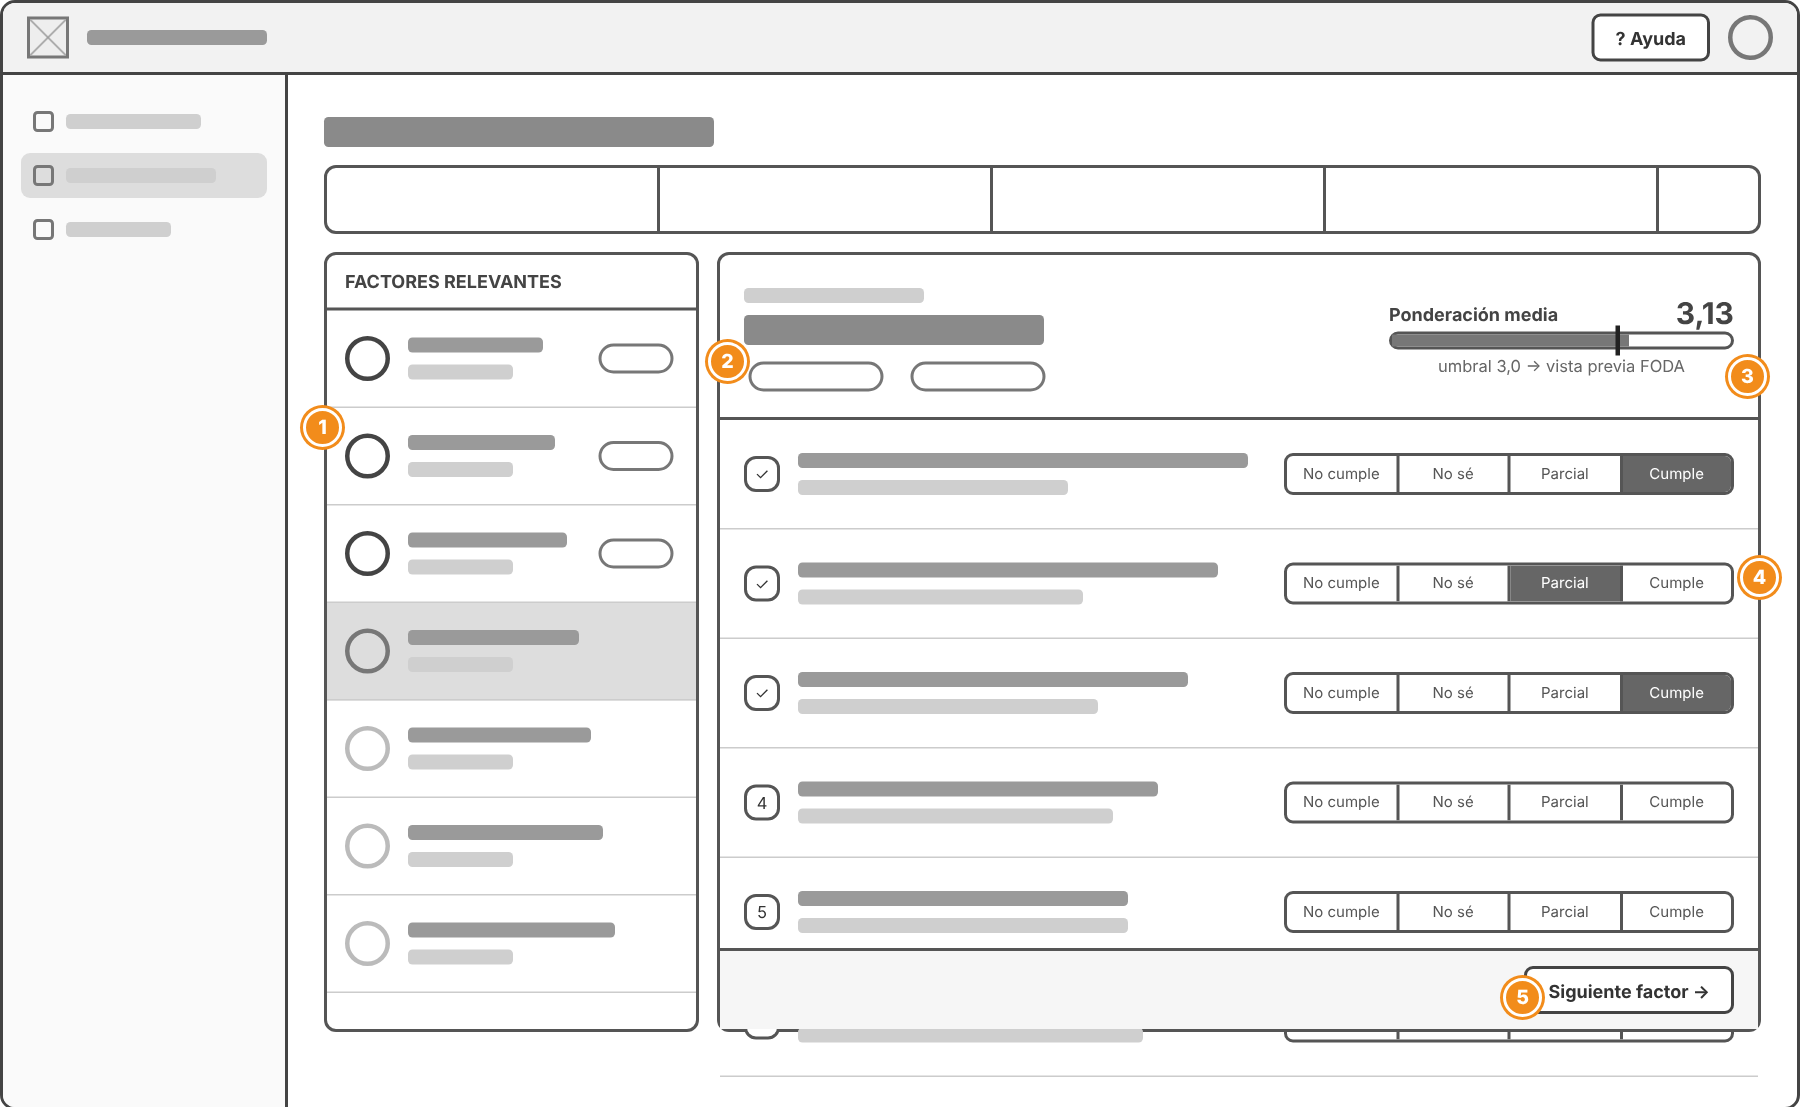 ? Ayuda
FACTORES RELEVANTES
1
2
Ponderación media 3,13
umbral 3,0 → vista previa FODA
3
No cumple No sé Parcial Cumple
No cumple No sé Parcial Cumple
4
No cumple No sé Parcial Cumple
4 No cumple No sé Parcial Cumple
5 No cumple No sé Parcial Cumple
5
Siguiente factor →